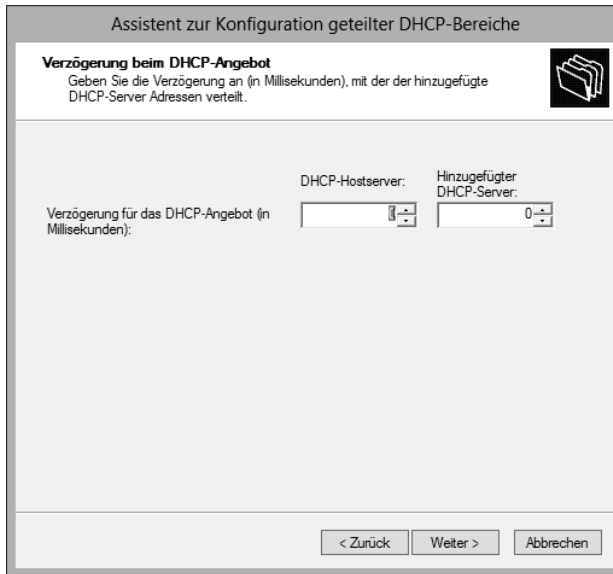 Assistent zur Konfiguration geteilter DHCP-Bereiche
Verzögerung beim DHCP-Angebot
Geben Sie die Verzögerung an (in Millisekunden), mit der der hinzugefügte
DHCP-Server Adressen verteilt.
DHCP-Hostserver:
Hinzugefügter
DHCP-Server:
Verzögerung für das DHCP-Angebot (in
Millisekunden):
0
0
< Zurück
Weiter >
Abbrechen